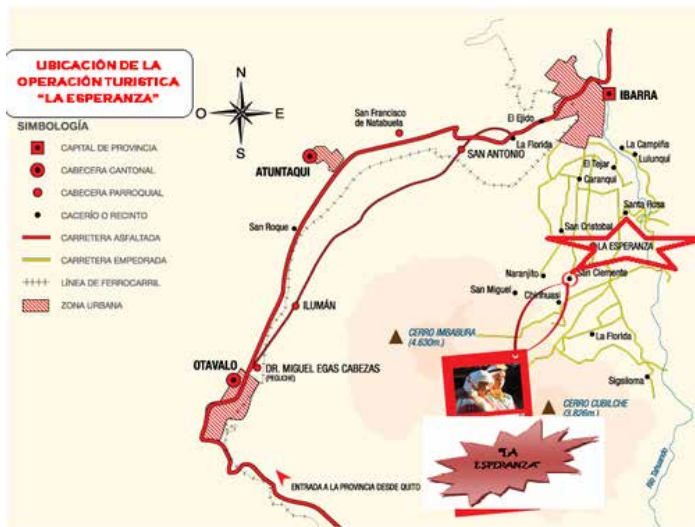 UBICACIÓN DE LA
OPERACIÓN TURISTICA
"LA ESPERANZA"
N
O
E
S
SIMBOLOGÍA
CAPITAL DE PROVINCIA
CABECERA CANTONAL
CABECERA PARROQUIAL
CACERÍO O RECINTO
CARRETERA ASFALTADA
CARRETERA EMPEDRADA
LÍNEA DE FERROCARRIL
ZONA URBANA
IBARRA
El Ejido
San Francisco
de Natabuela
La Florida
SAN ANTONIO
ATUNTAQUI
La Campiña
Lulunquí
El Tejar
Caranqui
Santa Rosa
San Roque
San Cristobal
LA ESPERANZA
Naranjito
San Clemente
San Miguel
Chirihuasi
ILUMÁN
CERRO IMBABURA
(4.630m.)
La Florida
OTAVALO
DR. MIGUEL EGAS CABEZAS
(PEGUCHE)
Sigsiloma
CERRO CUBILCHE
(3.826m.)
"LA
ESPERANZA"
ENTRADA A LA PROVINCIA DESDE QUITO
Río Tahuando